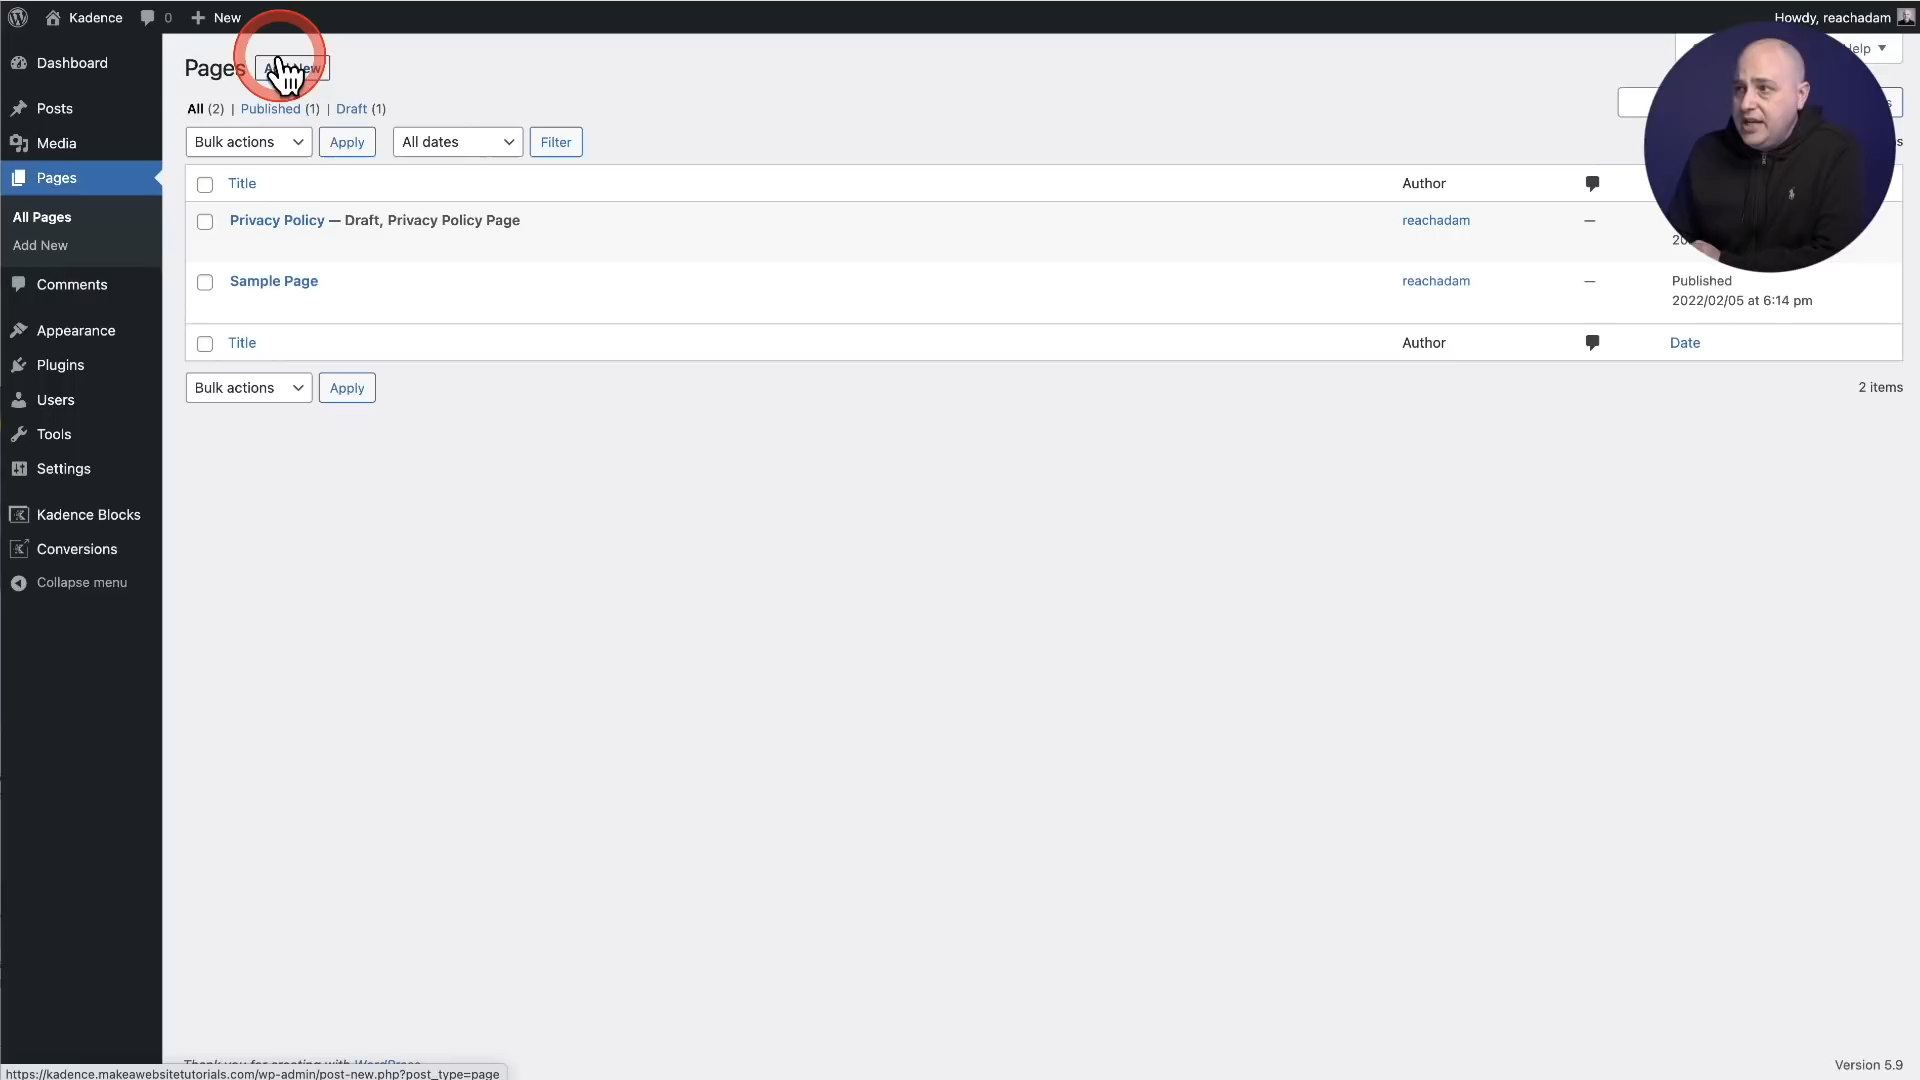 Kadence 0 New Howdy, reachadam
Dashboard
Posts
Media
Pages
All Pages
Add New
Comments
Appearance
Plugins
Users
Tools
Settings
Kadence Blocks
Conversions
Collapse menu
Pages
All (2) | Published (1) | Draft (1)
Bulk actions Apply All dates Filter
Title Author
Privacy Policy — Draft, Privacy Policy Page reachadam —
Sample Page reachadam — Published
2022/02/05 at 6:14 pm
Title Author Date
Bulk actions Apply 2 items
Version 5.9
https://kadence.makeawebsitetutorials.com/wp-admin/post-new.php?post_type=page